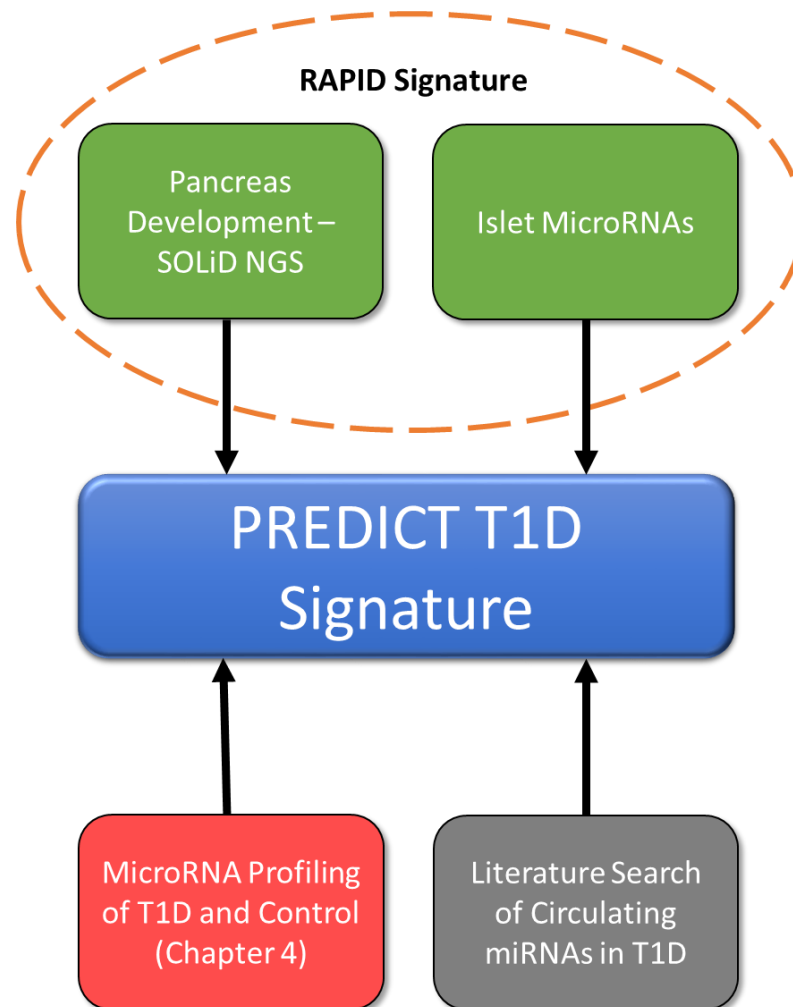 RAPID Signature
Pancreas
Development –
SOLiD NGS
Islet MicroRNAs
PREDICT T1D
Signature
MicroRNA Profiling
of T1D and Control
(Chapter 4)
Literature Search
of Circulating
miRNAs in T1D